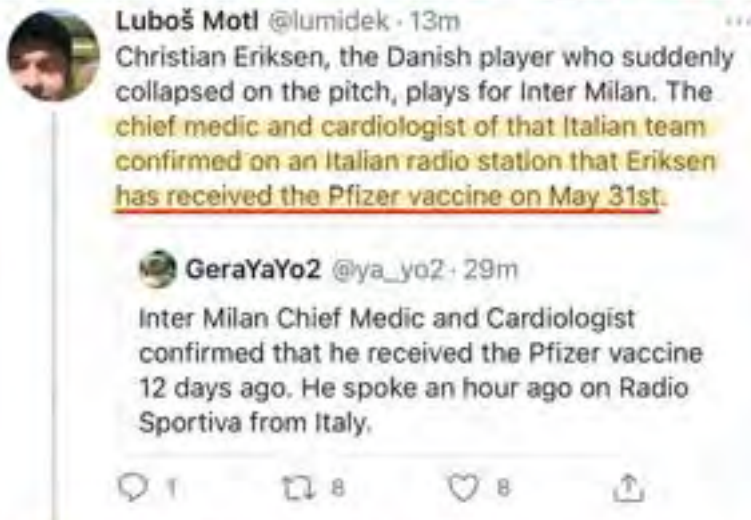 Luboš Motl @lumidek · 13m
Christian Eriksen, the Danish player who suddenly
collapsed on the pitch, plays for Inter Milan. The
chief medic and cardiologist of that Italian team
confirmed on an Italian radio station that Eriksen
has received the Pfizer vaccine on May 31st.
GeraYaYo2 @ya_yo2 · 29m
Inter Milan Chief Medic and Cardiologist
confirmed that he received the Pfizer vaccine
12 days ago. He spoke an hour ago on Radio
Sportiva from Italy.
1 8 8